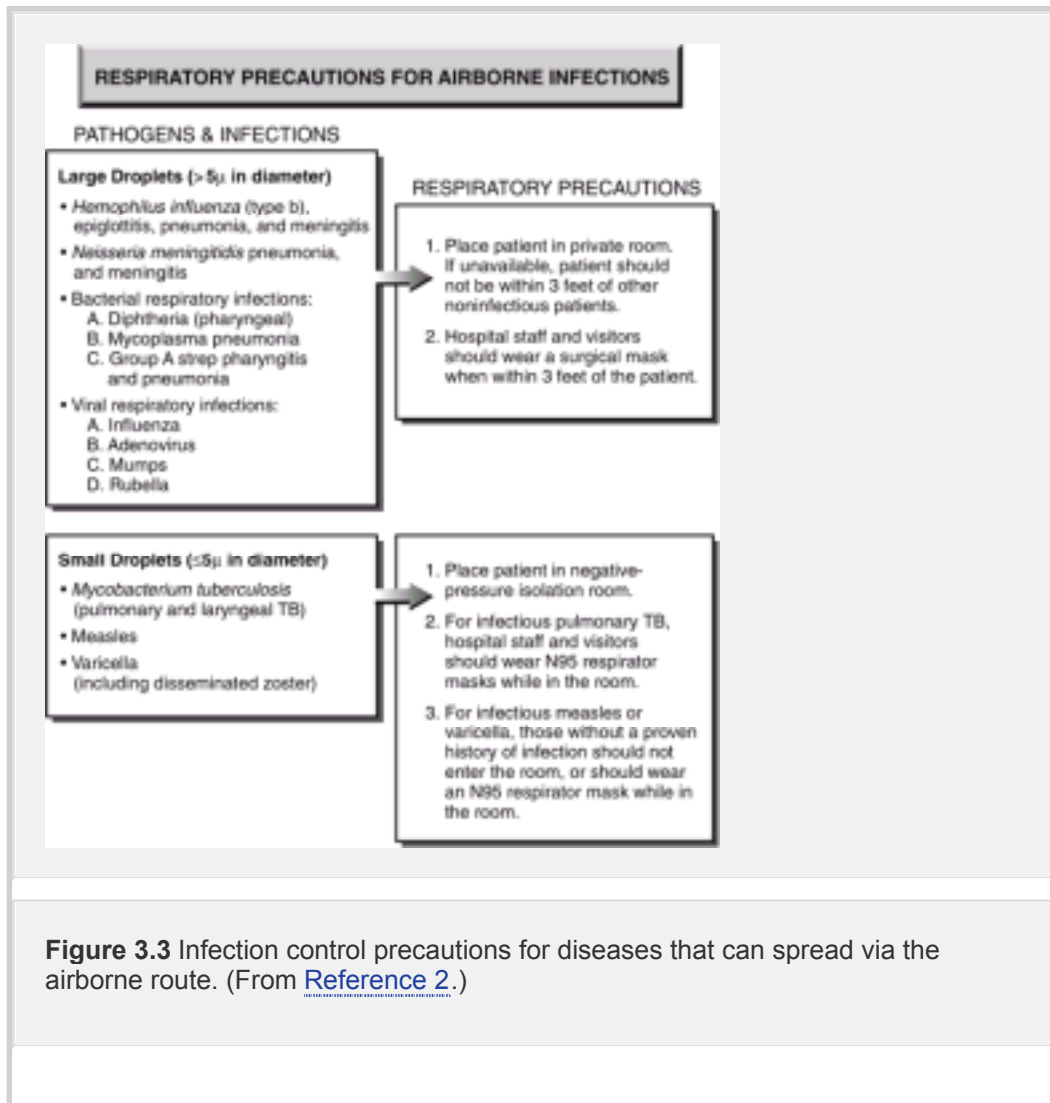 RESPIRATORY PRECAUTIONS FOR AIRBORNE INFECTIONS
PATHOGENS & INFECTIONS
Large Droplets (>5μ in diameter)
• Hemophilus influenza (type b),
epiglottitis, pneumonia, and meningitis
• Neisseria meningitidis pneumonia,
and meningitis
• Bacterial respiratory infections:
A. Diphtheria (pharyngeal)
B. Mycoplasma pneumonia
C. Group A strep pharyngitis
and pneumonia
• Viral respiratory infections:
A. Influenza
B. Adenovirus
C. Mumps
D. Rubella
RESPIRATORY PRECAUTIONS
1. Place patient in private room.
If unavailable, patient should
not be within 3 feet of other
noninfectious patients.
2. Hospital staff and visitors
should wear a surgical mask
when within 3 feet of the patient.
Small Droplets (≤5μ in diameter)
• Mycobacterium tuberculosis
(pulmonary and laryngeal TB)
• Measles
• Varicella
(including disseminated zoster)
1. Place patient in negative-
pressure isolation room.
2. For infectious pulmonary TB,
hospital staff and visitors
should wear N95 respirator
masks while in the room.
3. For infectious measles or
varicella, those without a proven
history of infection should not
enter the room, or should wear
an N95 respirator mask while in
the room.
Figure 3.3 Infection control precautions for diseases that can spread via the
airborne route. (From Reference 2.)